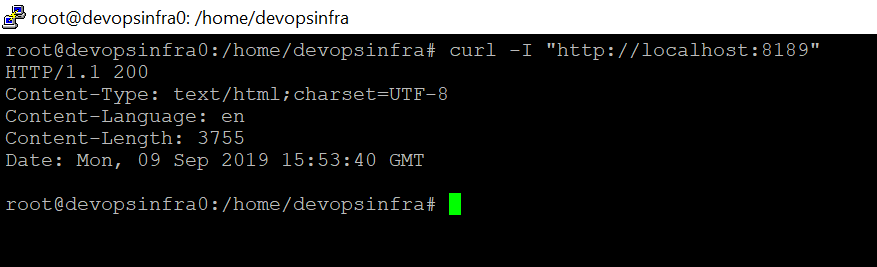 root@devopsinfra0: /home/devopsinfra
root@devopsinfra0:/home/devopsinfra# curl -I "http://localhost:8189"
HTTP/1.1 200
Content-Type: text/html;charset=UTF-8
Content-Language: en
Content-Length: 3755
Date: Mon, 09 Sep 2019 15:53:40 GMT
root@devopsinfra0:/home/devopsinfra#